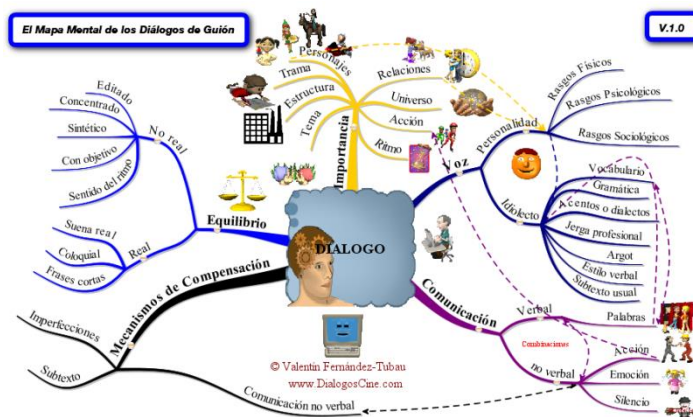 El Mapa Mental de los Diálogos de Guión
V.1.0
DIALOGO
Importancia
Personajes
Trama
Estructura
Tema
Relaciones
Universo
Acción
Ritmo
Voz
Personalidad
Rasgos Físicos
Rasgos Psicológicos
Rasgos Sociológicos
Idiolecto
Vocabulario
Gramática
Acentos o dialectos
Jerga profesional
Argot
Estilo verbal
Subtexto usual
Comunicación
Verbal
Palabras
Combinaciones
no verbal
Acción
Emoción
Silencio
Equilibrio
No real
Editado
Concentrado
Sintético
Con objetivo
Sentido del ritmo
Real
Suena real
Coloquial
Frases cortas
Mecanismos de Compensación
Imperfecciones
Subtexto
Comunicación no verbal
© Valentín Fernández-Tubau
www.DialogosCine.com